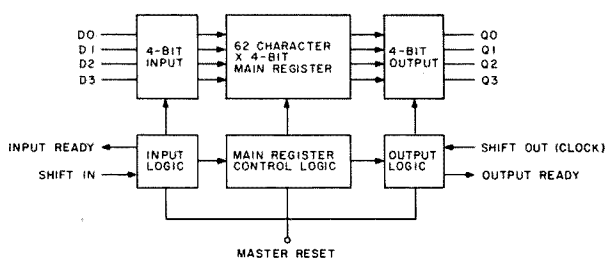 D0
D1
D2
D3
4-BIT
INPUT
62 CHARACTER
X 4-BIT
MAIN REGISTER
4-BIT
OUTPUT
Q0
Q1
Q2
Q3
INPUT READY
SHIFT IN
INPUT
LOGIC
MAIN REGISTER
CONTROL LOGIC
OUTPUT
LOGIC
SHIFT OUT (CLOCK)
OUTPUT READY
MASTER RESET